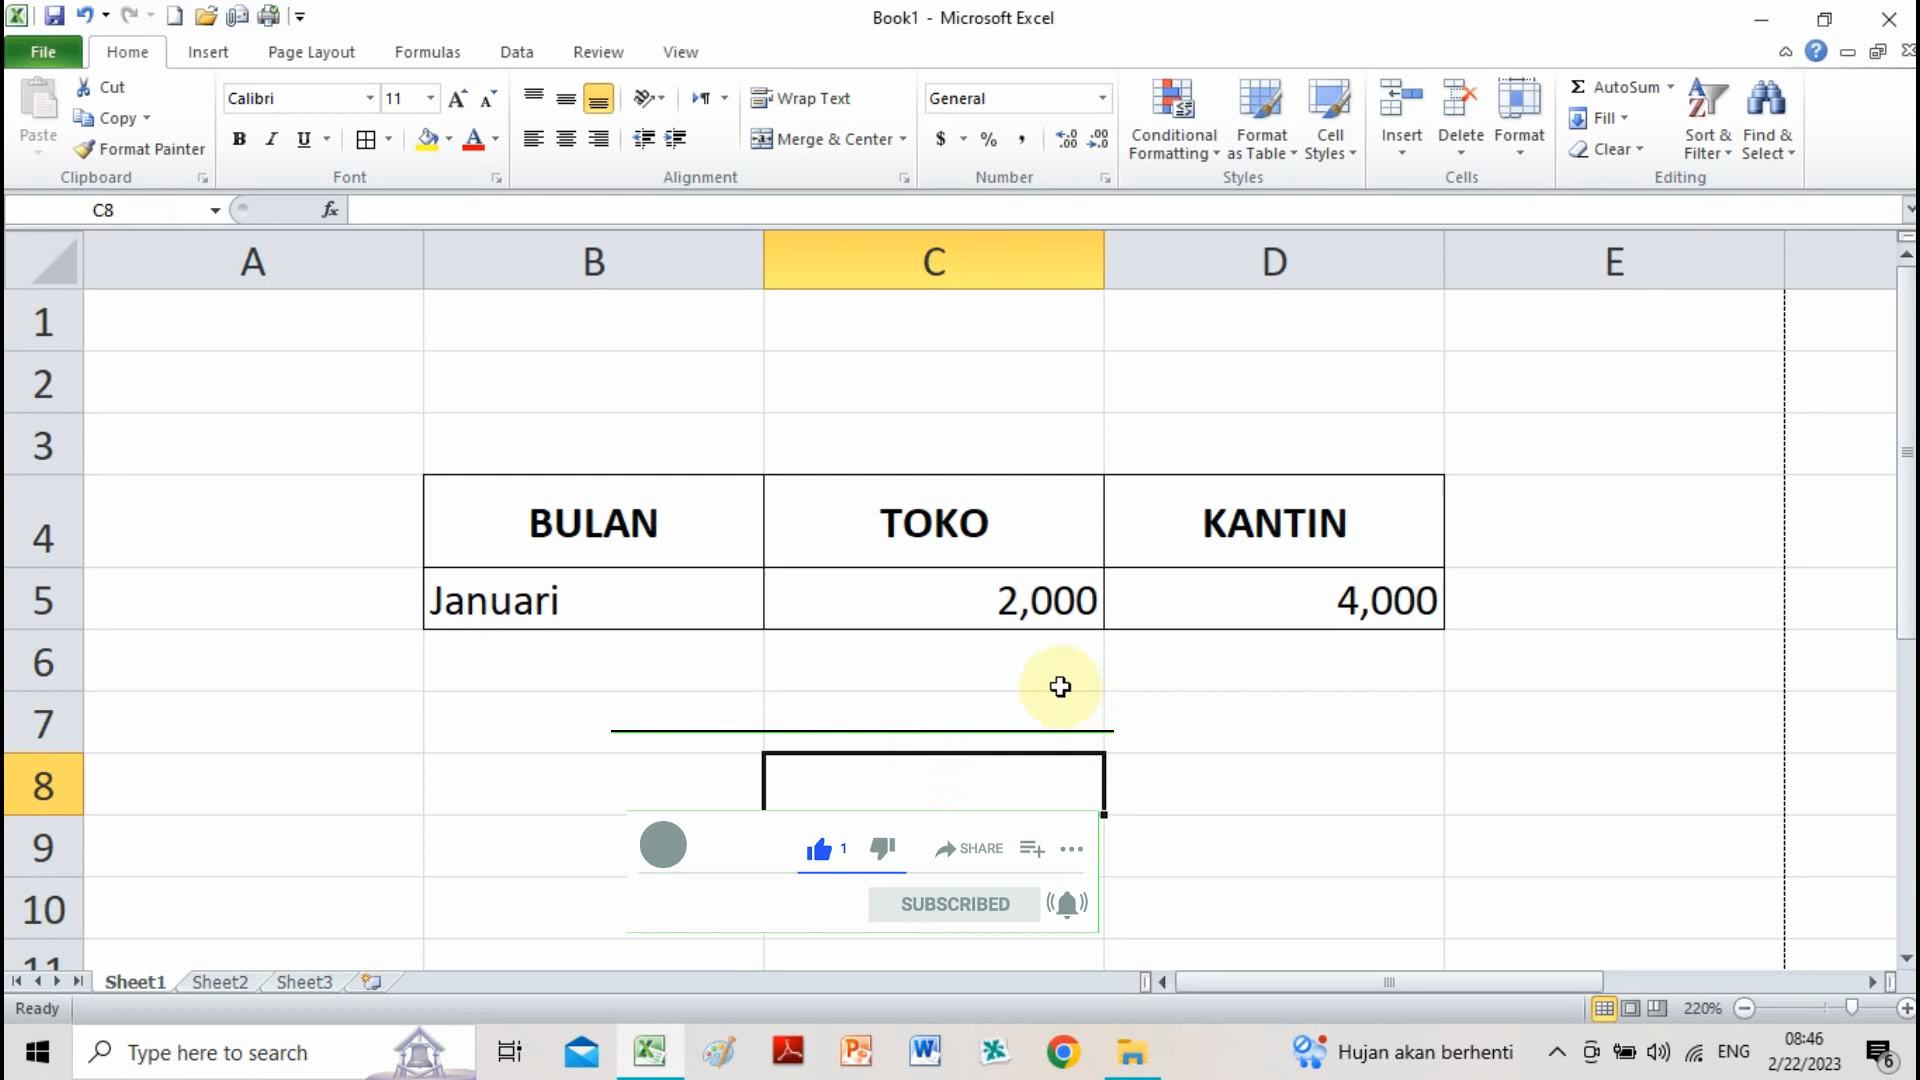 Book1 - Microsoft Excel
File Home Insert Page Layout Formulas Data Review View
Paste
Cut
Copy
Format Painter
Clipboard
Calibri 11
B I U
Font
Wrap Text
Merge & Center
Alignment
General
$ % ,
Number
Conditional Formatting
Format as Table
Cell Styles
Styles
Insert Delete Format
Cells
Σ AutoSum
Fill
Clear
Sort & Filter
Find & Select
Editing
C8 fx
A B C D E
1
2
3
4 BULAN TOKO KANTIN
5 Januari 2,000 4,000
6
7
8
9
10
11
1 SHARE
SUBSCRIBED
Sheet1 Sheet2 Sheet3
Ready 220%
Type here to search
Hujan akan berhenti ENG
08:46
2/22/2023
6